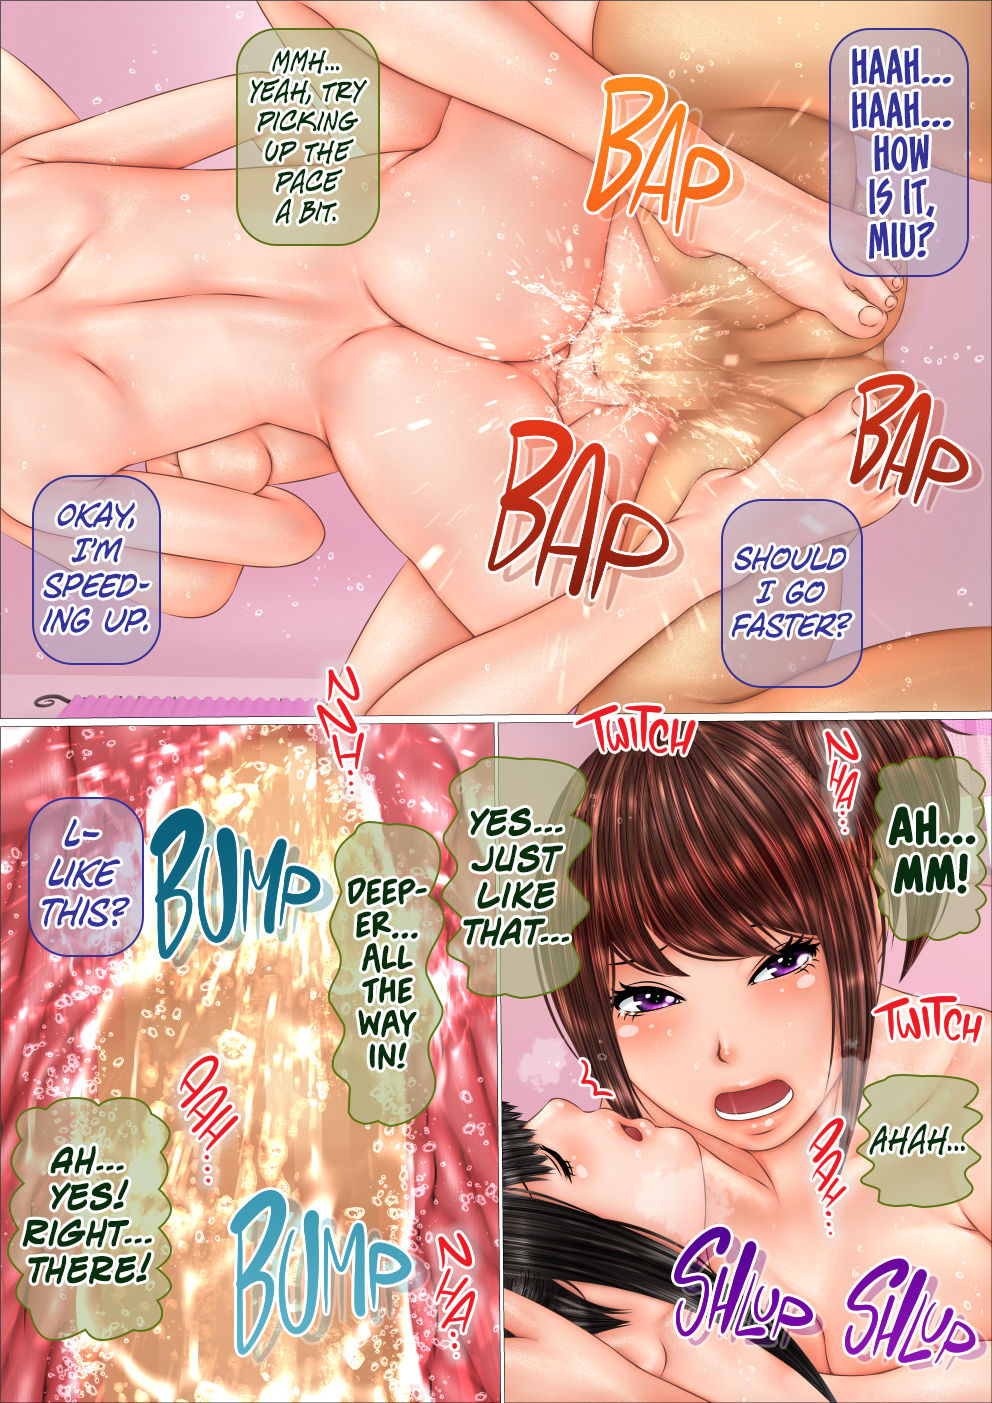 HAAH...
HAAH...
HOW
IS IT,
MIU?
MMH...
YEAH, TRY
PICKING
UP THE
PACE
A BIT.
BAP
BAP
BAP
SHOULD
I GO
FASTER?
OKAY,
I'M
SPEED-
ING UP.
NNI...
TWITCH
NHA...
AH...
MM!
YES...
JUST
LIKE
THAT...
TWITCH
AHAH...
AAH...
SHLUP
SHLUP
L-
LIKE
THIS?
BUMP
DEEP-
ER...
ALL
THE
WAY
IN!
AAH...
AH...
YES!
RIGHT...
THERE!
BUMP
NHA...